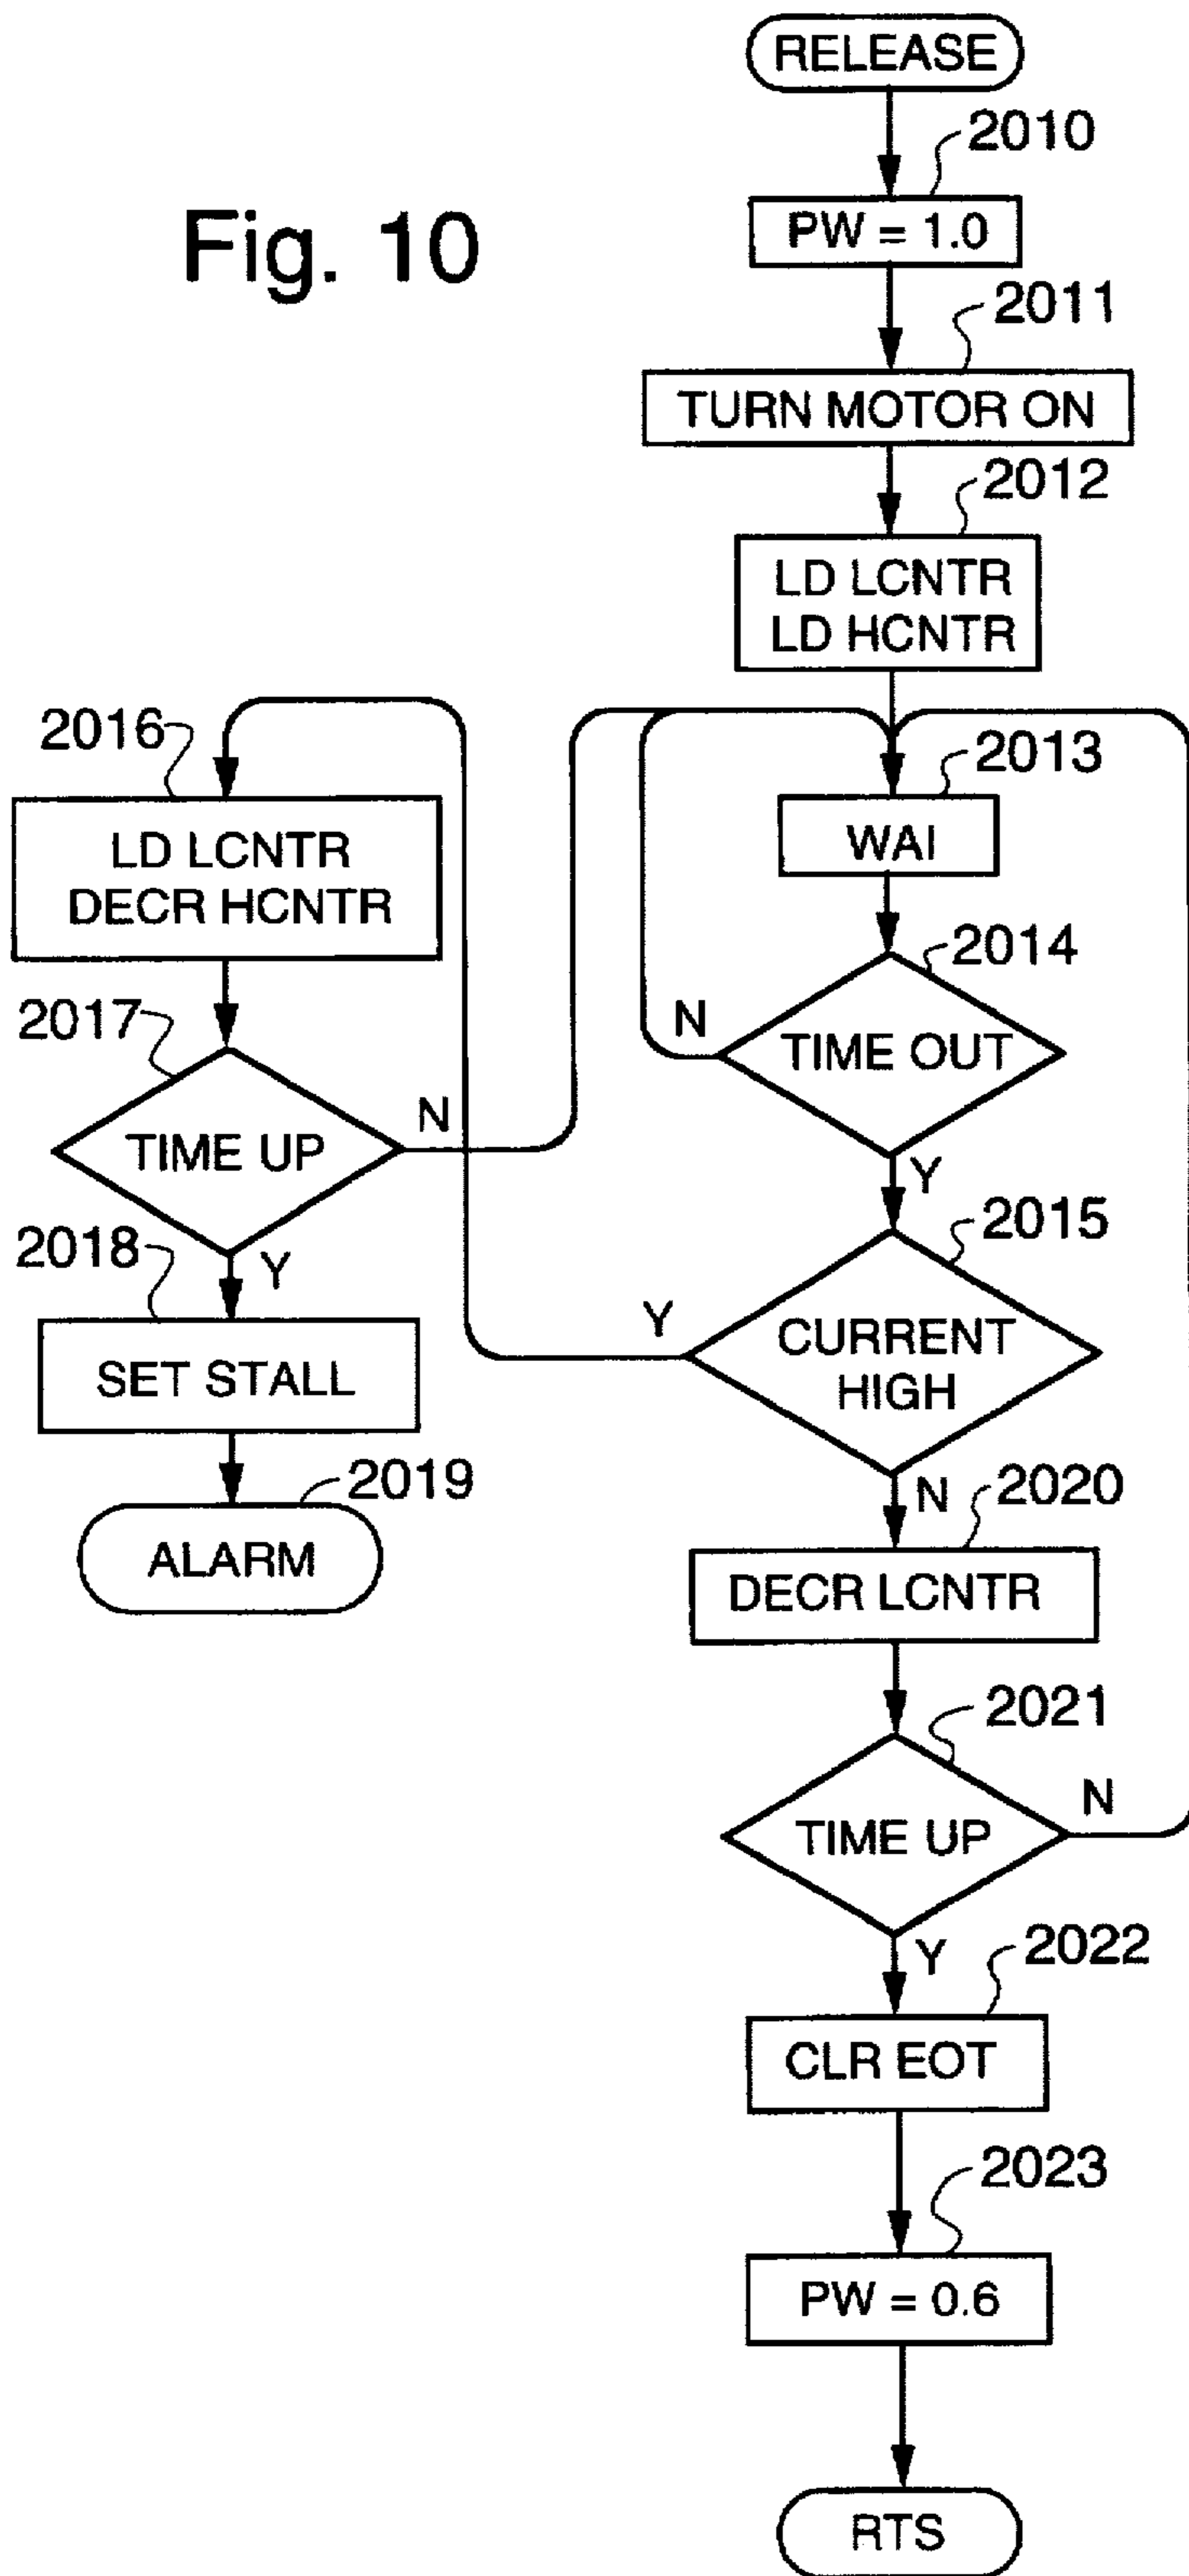 Fig. 10
RELEASE
2010
PW = 1.0
2011
TURN MOTOR ON
2012
LD LCNTR
LD HCNTR
2013
WAI
2014
TIME OUT
N
Y
2015
CURRENT
HIGH
Y
N
2016
LD LCNTR
DECR HCNTR
2017
TIME UP
N
Y
2018
SET STALL
2019
ALARM
2020
DECR LCNTR
2021
TIME UP
N
Y
2022
CLR EOT
2023
PW = 0.6
RTS